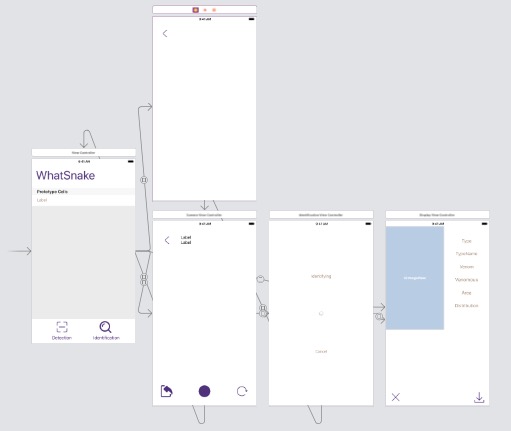 9:41 AM
Home Controller
9:41 AM
WhatSnake
Prototype Cells
Label
Detection
Identification
Camera View Controller
9:41 AM
Label
Label
Identification View Controller
9:41 AM
Identifying
Cancel
Display View Controller
9:41 AM
UIImageView
Type
TypeName
Venomous
Area
Distribution